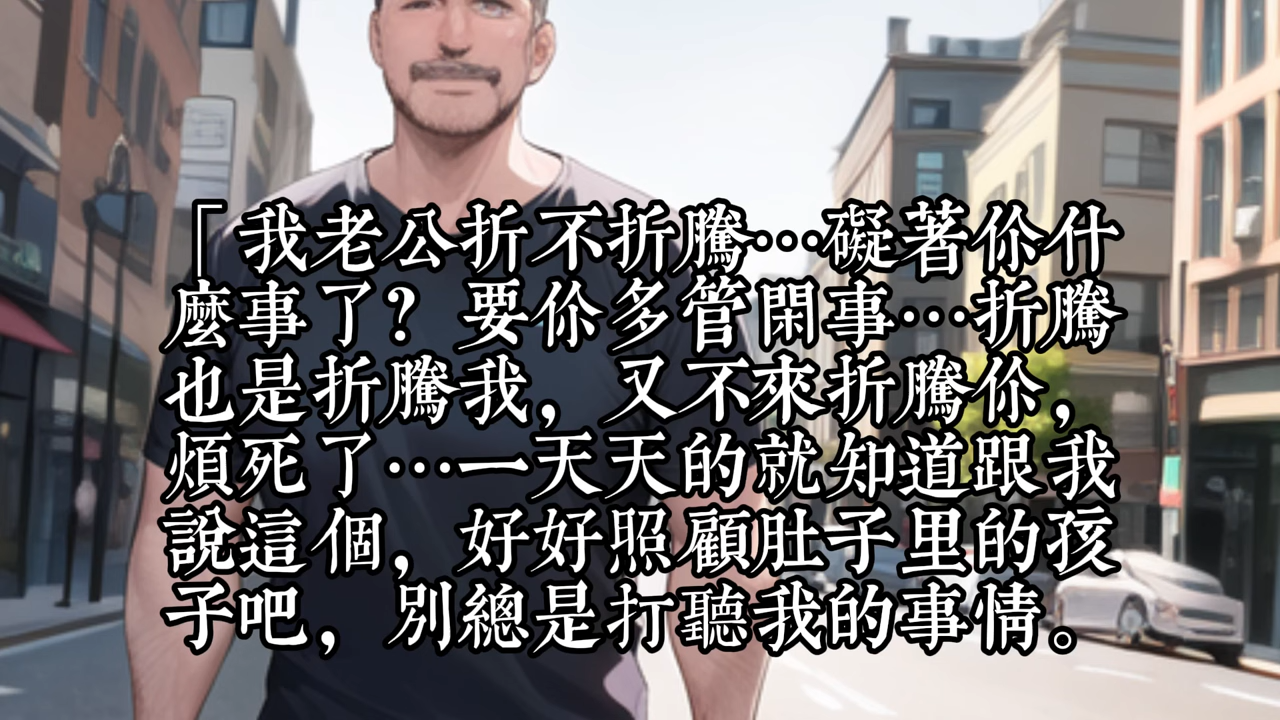 「我老公折不折騰…礙著你什
麼事了？要你多管閑事…折騰
也是折騰我，又不來折騰你，
煩死了…一天天的就知道跟我
說這個，好好照顧肚子里的孩
子吧，別總是打聽我的事情。